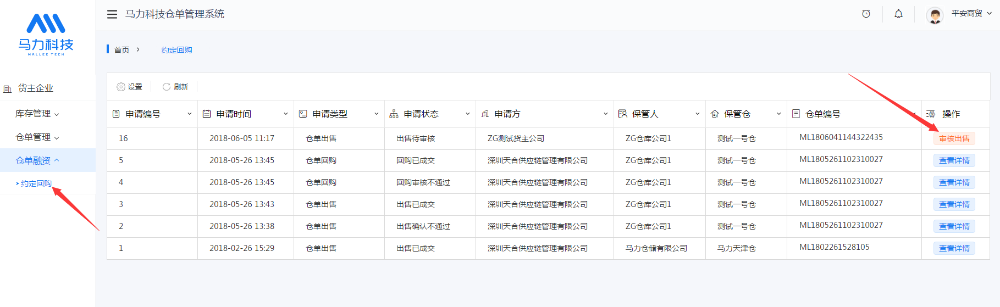 马力科技
MALLEE TECH
货主企业
库存管理
仓单管理
仓单融资
约定回购
马力科技仓单管理系统
平安商贸
首页 > 约定回购
设置 刷新
申请编号 申请时间 申请类型 申请状态 申请方 保管人 保管仓 仓单编号 操作
16 2018-06-05 11:17 仓单出售 出售待审核 ZG测试货主公司 ZG仓库公司1 测试一号仓 ML1806041144322435 审核出售
5 2018-05-26 13:45 仓单回购 回购已成交 深圳天合供应链管理有限公司 ZG仓库公司1 测试一号仓 ML1805261102310027 查看详情
4 2018-05-26 13:45 仓单回购 回购审核不通过 深圳天合供应链管理有限公司 ZG仓库公司1 测试一号仓 ML1805261102310027 查看详情
3 2018-05-26 13:43 仓单出售 出售已成交 深圳天合供应链管理有限公司 ZG仓库公司1 测试一号仓 ML1805261102310027 查看详情
2 2018-05-26 13:38 仓单出售 出售确认不通过 深圳天合供应链管理有限公司 ZG仓库公司1 测试一号仓 ML1805261102310027 查看详情
1 2018-02-26 15:29 仓单出售 出售已成交 深圳天合供应链管理有限公司 马力仓储有限公司 马力天津仓 ML1802261528105 查看详情